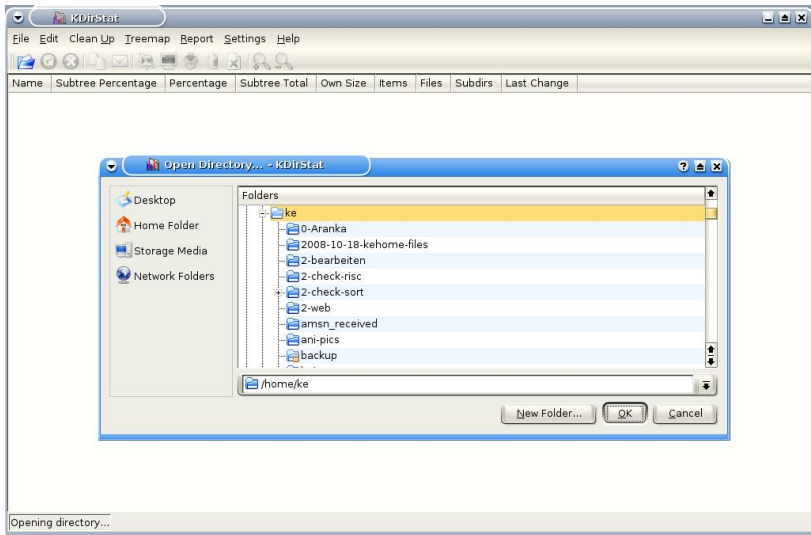 KDirStat
File Edit Clean Up Treemap Report Settings Help
Name Subtree Percentage Percentage Subtree Total Own Size Items Files Subdirs Last Change
Open Directory... - KDirStat
Desktop
Home Folder
Storage Media
Network Folders
Folders
ke
0-Aranka
2008-10-18-kehome-files
2-bearbeiten
2-check-risc
2-check-sort
2-web
amsn_received
ani-pics
backup
/home/ke
New Folder... OK Cancel
Opening directory...